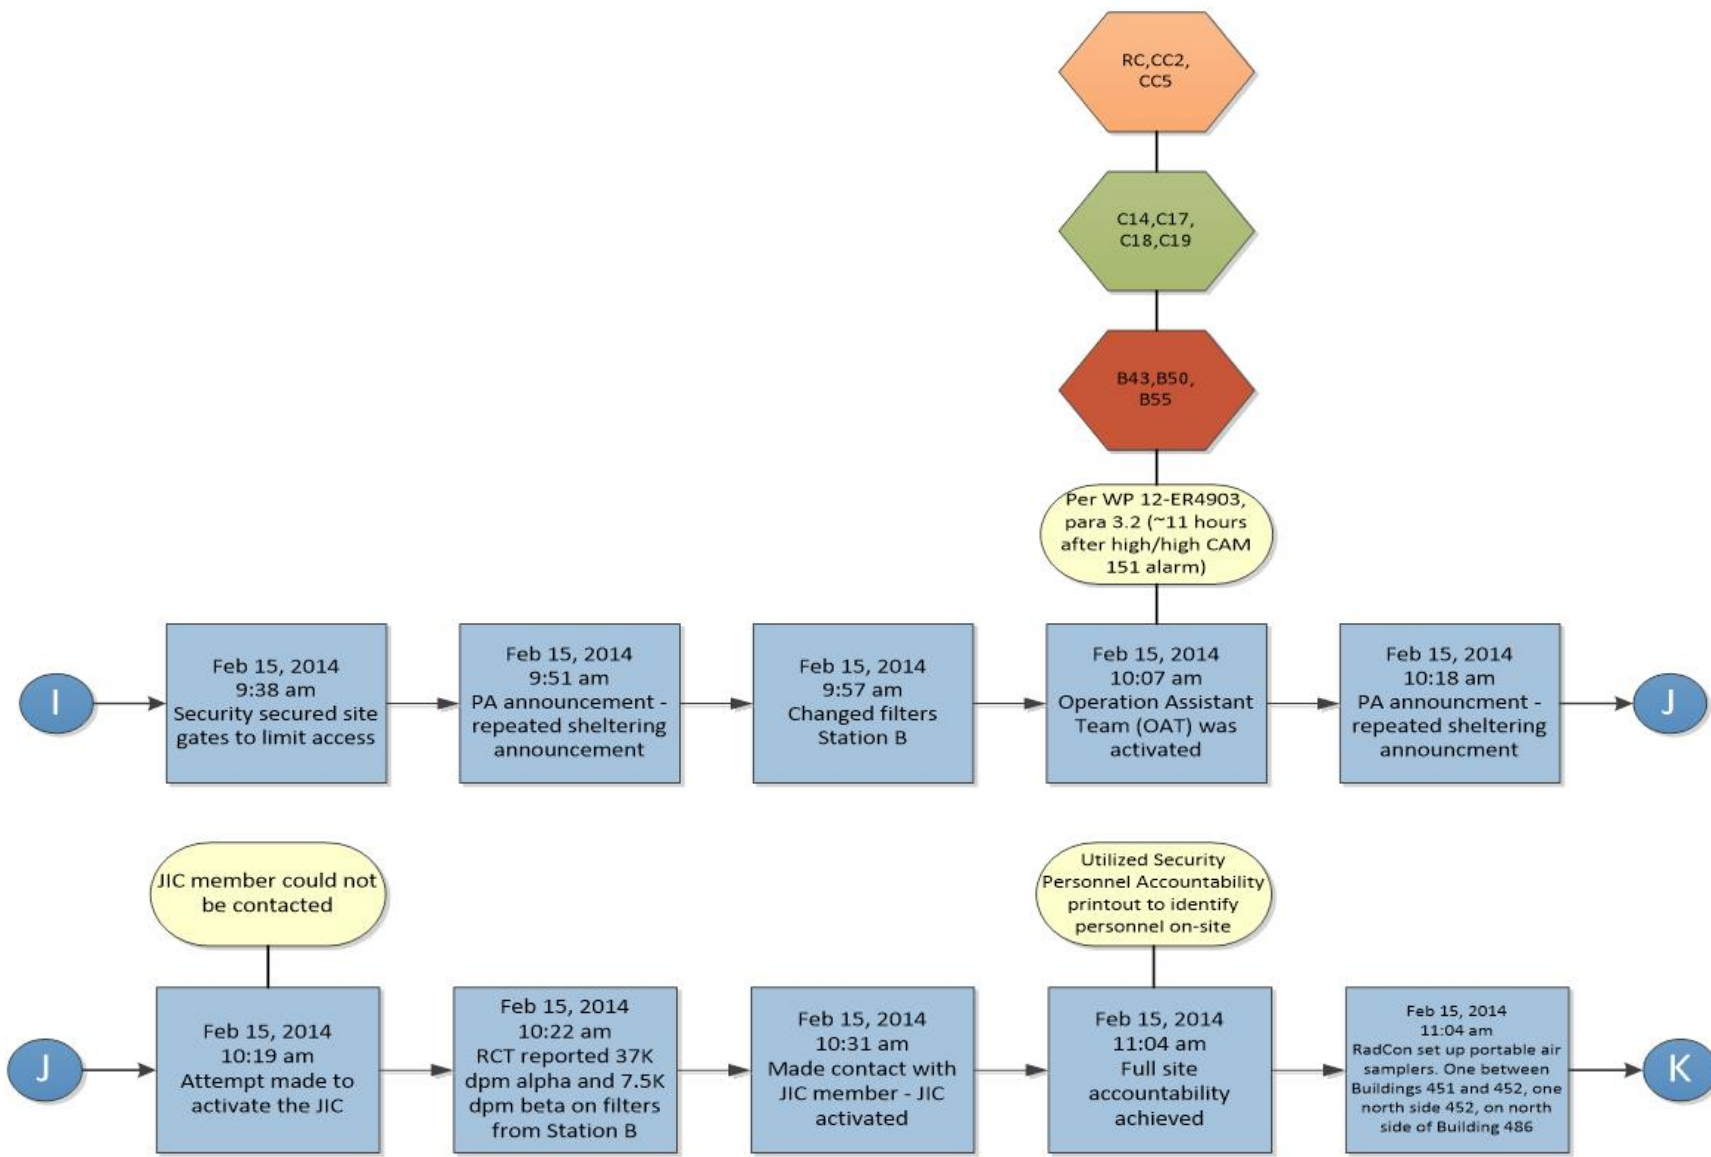 RC,CC2,
CC5
C14,C17,
C18,C19
B43,B50,
B55
Per WP 12-ER4903,
para 3.2 (~11 hours
after high/high CAM
151 alarm)
I
Feb 15, 2014
9:38 am
Security secured site
gates to limit access
Feb 15, 2014
9:51 am
PA announcement -
repeated sheltering
announcement
Feb 15, 2014
9:57 am
Changed filters
Station B
Feb 15, 2014
10:07 am
Operation Assistant
Team (OAT) was
activated
Feb 15, 2014
10:18 am
PA announcment -
repeated sheltering
announcment
J
JIC member could not
be contacted
Utilized Security
Personnel Accountability
printout to identify
personnel on-site
J
Feb 15, 2014
10:19 am
Attempt made to
activate the JIC
Feb 15, 2014
10:22 am
RCT reported 37K
dpm alpha and 7.5K
dpm beta on filters
from Station B
Feb 15, 2014
10:31 am
Made contact with
JIC member - JIC
activated
Feb 15, 2014
11:04 am
Full site
accountability
achieved
Feb 15, 2014
11:04 am
RadCon set up portable air
samplers. One between
Buildings 451 and 452, one
north side 452, on north
side of Building 486
K